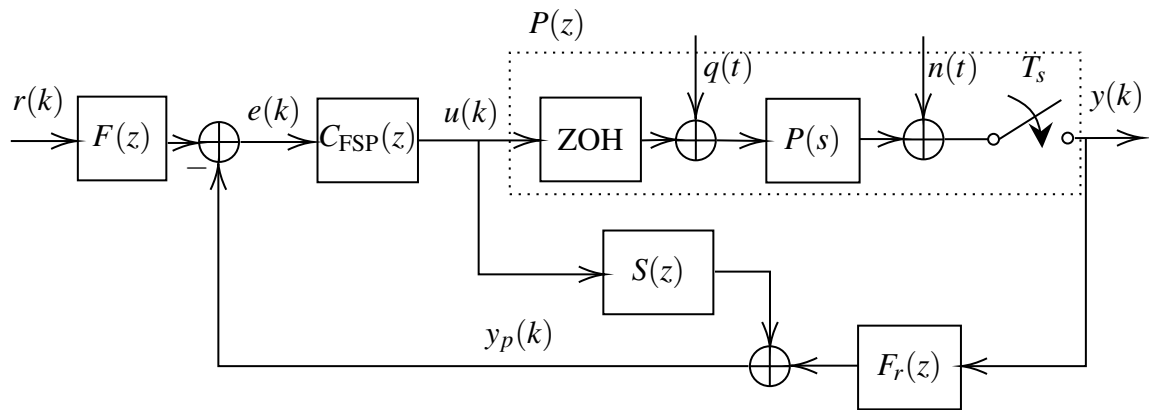 P(z)
r(k)
F(z)
−
e(k)
C_FSP(z)
u(k)
ZOH
q(t)
P(s)
n(t)
T_s
y(k)
S(z)
y_p(k)
F_r(z)